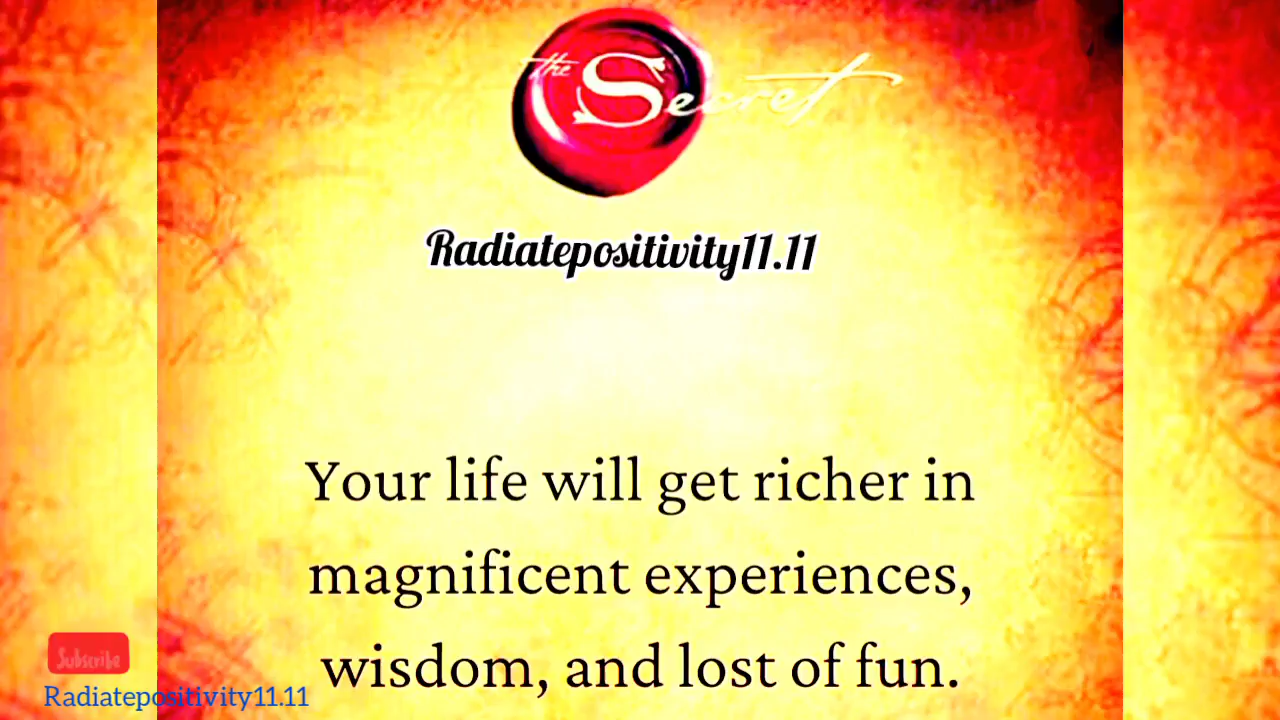 the Secret
Radiatepositivity11.11
Your life will get richer in
magnificent experiences,
wisdom, and lost of fun.
Subscribe
Radiatepositivity11.11